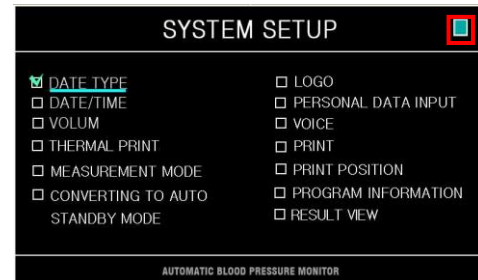 SYSTEM SETUP
DATE TYPE
DATE/TIME
VOLUM
THERMAL PRINT
MEASUREMENT MODE
CONVERTING TO AUTO
STANDBY MODE
LOGO
PERSONAL DATA INPUT
VOICE
PRINT
PRINT POSITION
PROGRAM INFORMATION
RESULT VIEW
AUTOMATIC BLOOD PRESSURE MONITOR